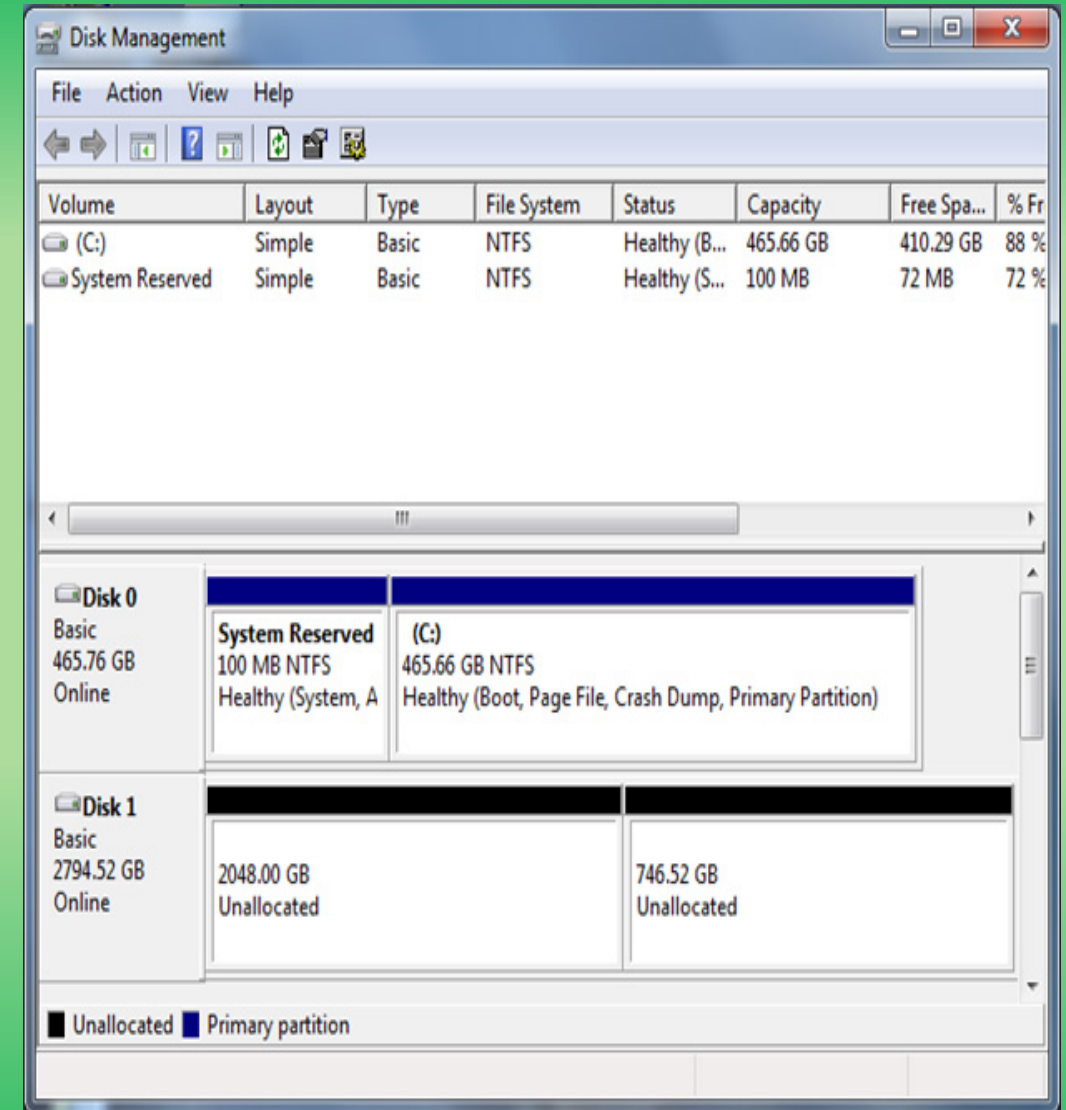 Disk Management
File Action View Help
Volume Layout Type File System Status Capacity Free Spa... % Fr
(C:) Simple Basic NTFS Healthy (B... 465.66 GB 410.29 GB 88 %
System Reserved Simple Basic NTFS Healthy (S... 100 MB 72 MB 72 %
Disk 0
Basic
465.76 GB
Online
System Reserved
100 MB NTFS
Healthy (System, A
(C:)
465.66 GB NTFS
Healthy (Boot, Page File, Crash Dump, Primary Partition)
Disk 1
Basic
2794.52 GB
Online
2048.00 GB
Unallocated
746.52 GB
Unallocated
Unallocated Primary partition